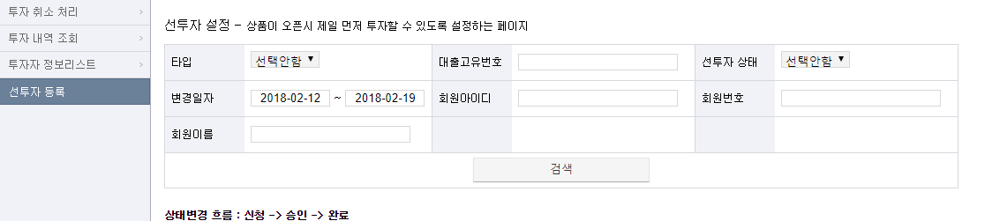 투자 취소 처리
투자 내역 조회
투자자 정보리스트
선투자 등록
선투자 설정 - 상품이 오픈시 제일 먼저 투자할 수 있도록 설정하는 페이지
타입 선택안함 대출고유번호 선투자 상태 선택안함
변경일자 2018-02-12 ~ 2018-02-19 회원아이디 회원번호
회원이름
검색
상태변경 흐름 : 신청 -> 승인 -> 완료